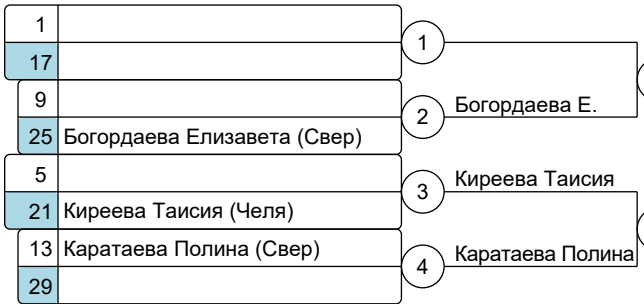 1
17
1
9
25 Богордаева Елизавета (Свер)
2 Богордаева Е.
5
21 Киреева Таисия (Челя)
3 Киреева Таисия
13 Каратаева Полина (Свер)
29
4 Каратаева Полина